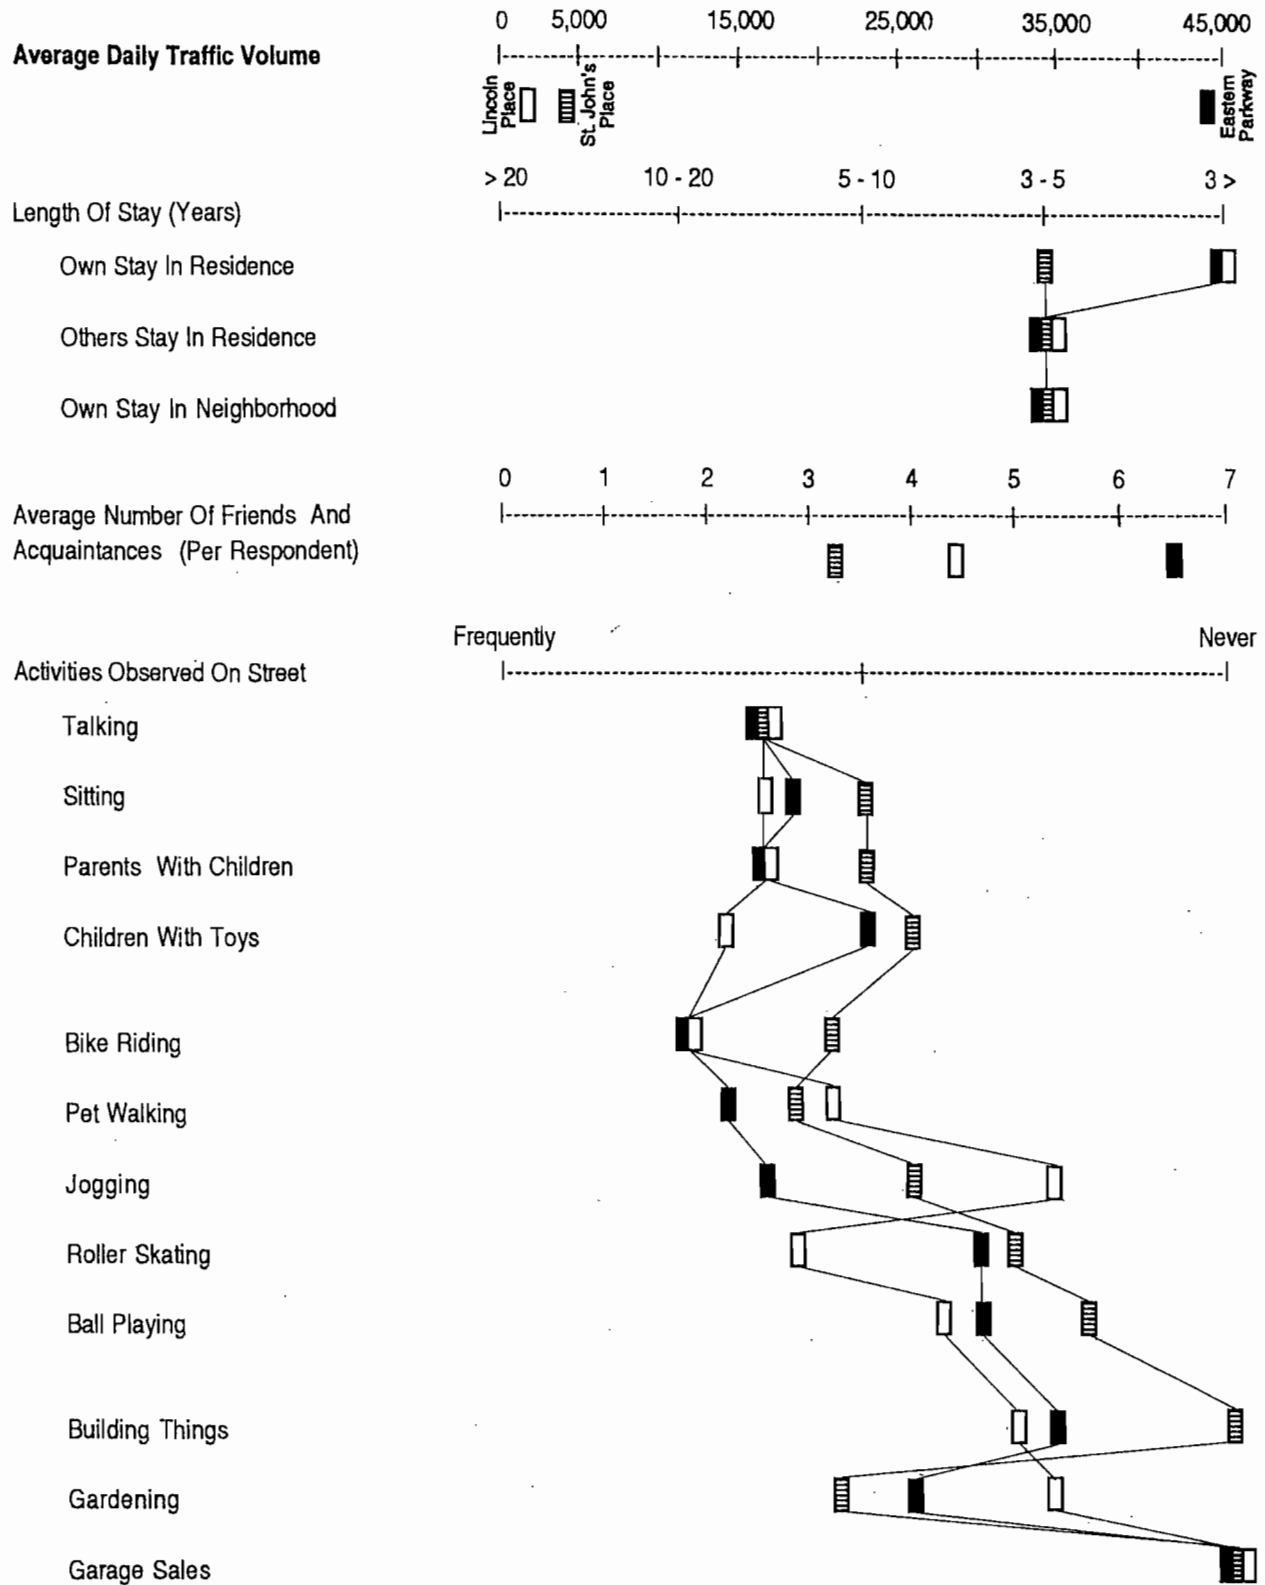 0 5,000 15,000 25,000 35,000 45,000
Average Daily Traffic Volume
Lincoln
Place
St. John's
Place
Eastern
Parkway
> 20 10 - 20 5 - 10 3 - 5 3 >
Length Of Stay (Years)
Own Stay In Residence
Others Stay In Residence
Own Stay In Neighborhood
0 1 2 3 4 5 6 7
Average Number Of Friends And
Acquaintances (Per Respondent)
Frequently Never
Activities Observed On Street
Talking
Sitting
Parents With Children
Children With Toys
Bike Riding
Pet Walking
Jogging
Roller Skating
Ball Playing
Building Things
Gardening
Garage Sales